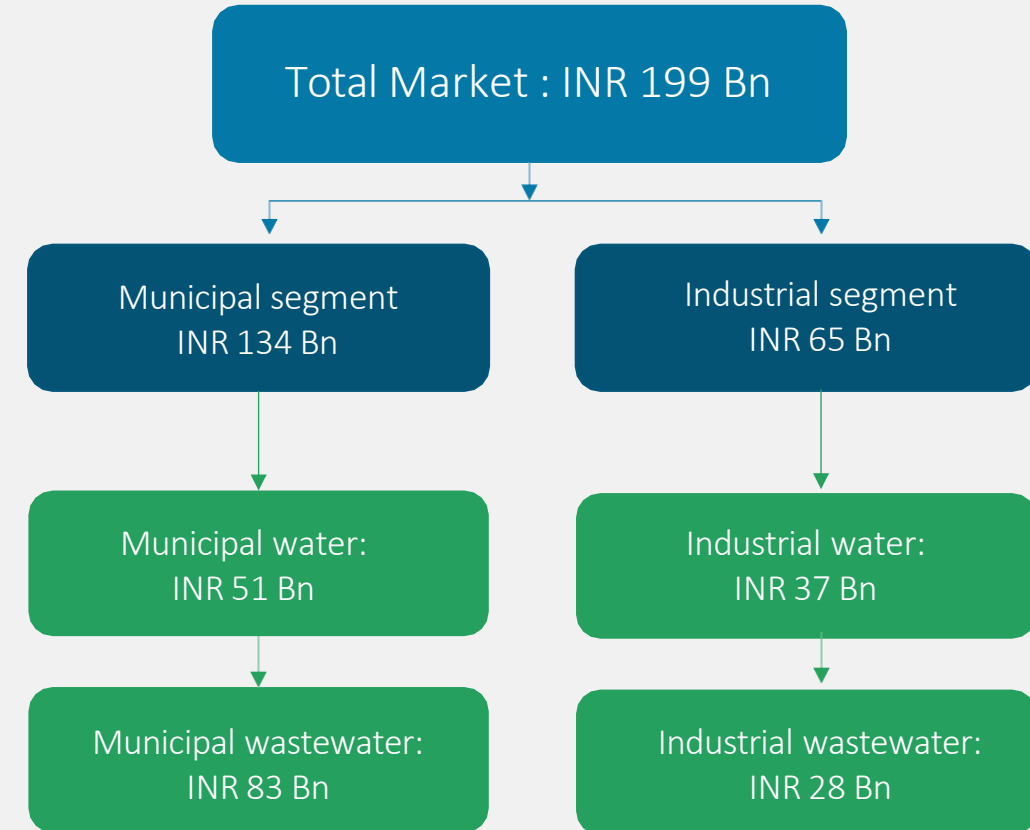 Total Market : INR 199 Bn
Municipal segment
INR 134 Bn
Industrial segment
INR 65 Bn
Municipal water:
INR 51 Bn
Industrial water:
INR 37 Bn
Municipal wastewater:
INR 83 Bn
Industrial wastewater:
INR 28 Bn